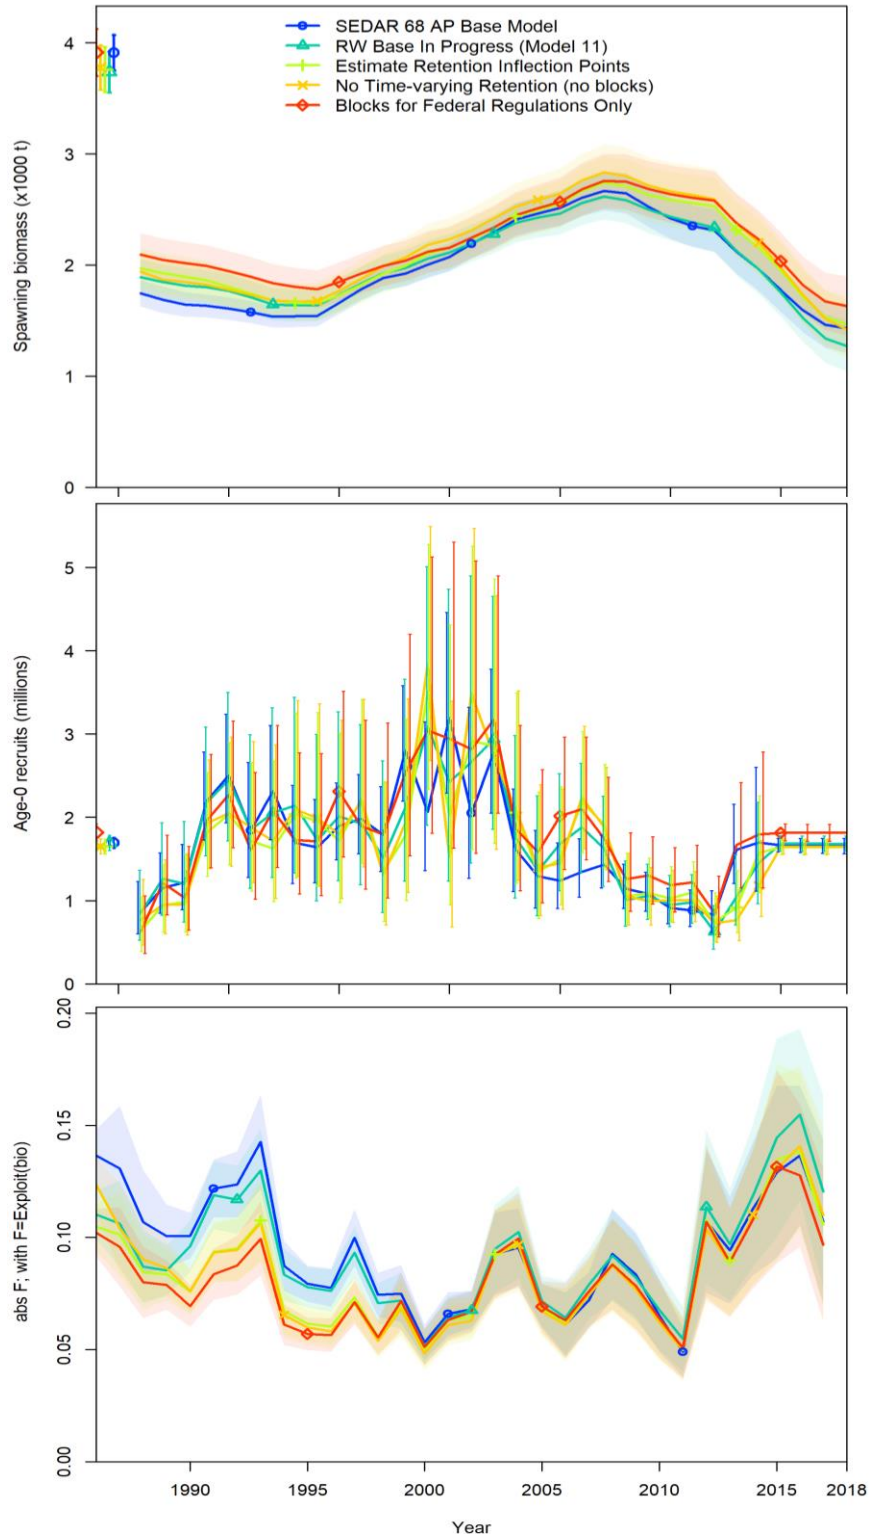 SEDAR 68 AP Base Model
RW Base In Progress (Model 11)
Estimate Retention Inflection Points
No Time-varying Retention (no blocks)
Blocks for Federal Regulations Only
Spawning biomass (x1000 t)
4
3
2
1
0
Age-0 recruits (millions)
5
4
3
2
1
0
abs F; with F=Exploit(bio)
0.20
0.15
0.10
0.05
0.00
1990 1995 2000 2005 2010 2015 2018
Year